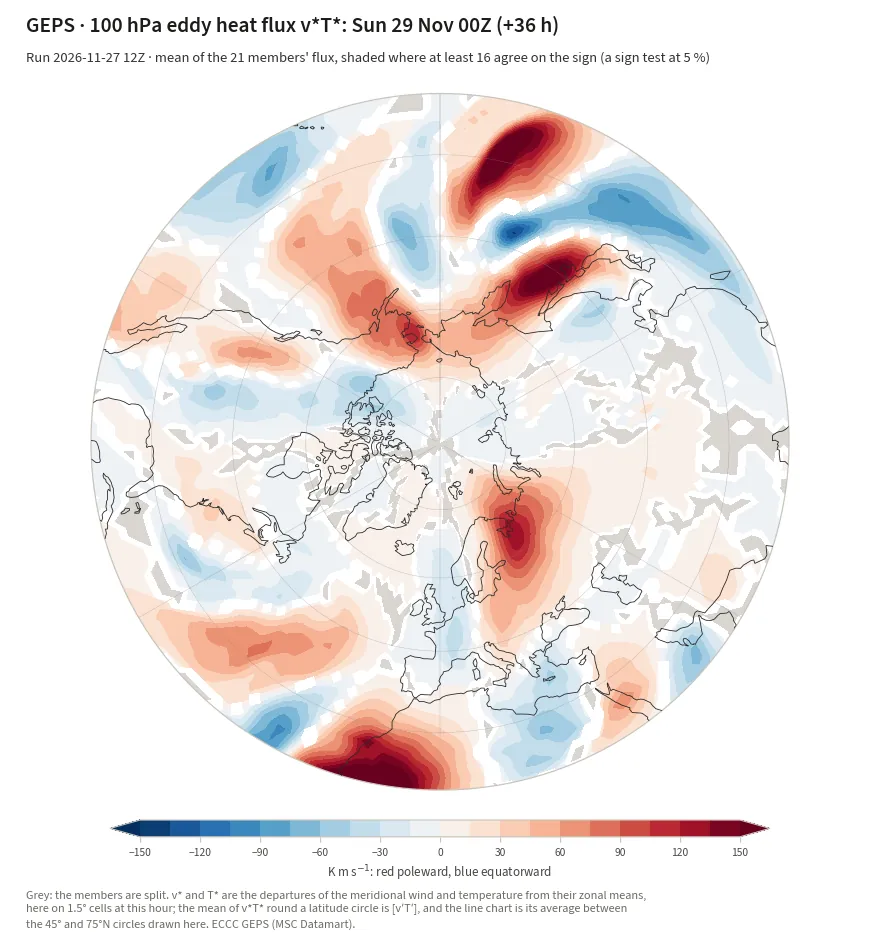 GEPS · 100 hPa eddy heat flux v*T*: Sun 29 Nov 00Z (+36 h)
Run 2026-11-27 12Z · mean of the 21 members' flux, shaded where at least 16 agree on the sign (a sign test at 5 %)
−150 −120 −90 −60 −30 0 30 60 90 120 150
K m s⁻¹: red poleward, blue equatorward
Grey: the members are split. v* and T* are the departures of the meridional wind and temperature from their zonal means,
here on 1.5° cells at this hour; the mean of v*T* round a latitude circle is [v'T'], and the line chart is its average between
the 45° and 75°N circles drawn here. ECCC GEPS (MSC Datamart).